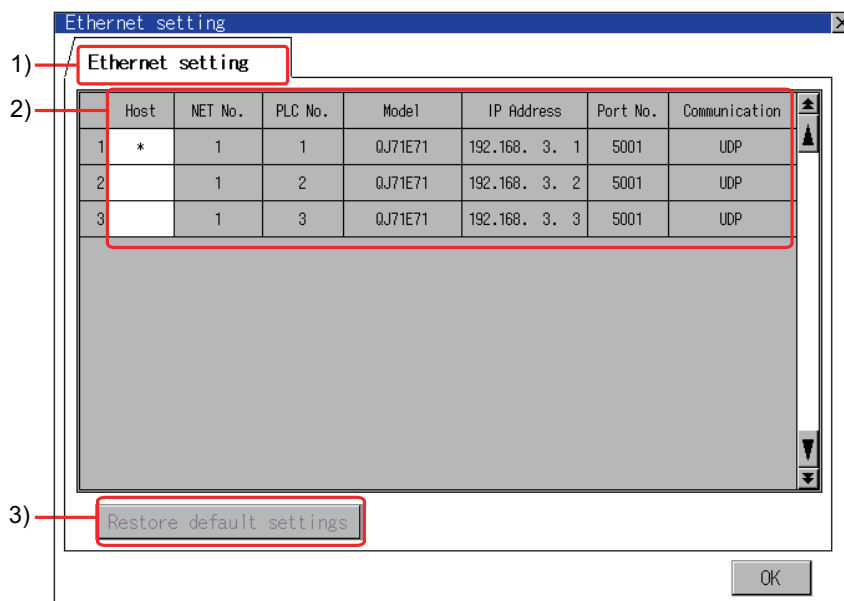 Ethernet setting
1) Ethernet setting
2) Host NET No. PLC No. Model IP Address Port No. Communication
1 * 1 1 QJ71E71 192.168. 3. 1 5001 UDP
2 1 2 QJ71E71 192.168. 3. 2 5001 UDP
3 1 3 QJ71E71 192.168. 3. 3 5001 UDP
3) Restore default settings
OK